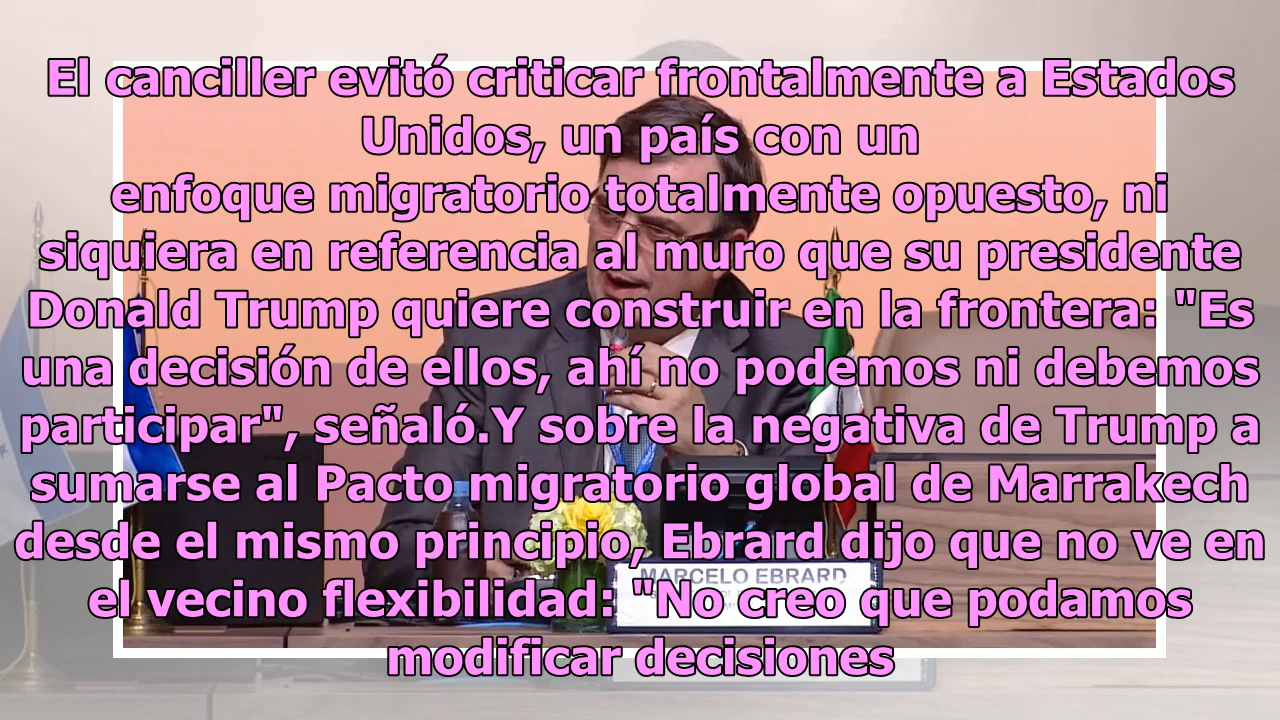 El canciller evitó criticar frontalmente a Estados
Unidos, un país con un
enfoque migratorio totalmente opuesto, ni
siquiera en referencia al muro que su presidente
Donald Trump quiere construir en la frontera: "Es
una decisión de ellos, ahí no podemos ni debemos
participar", señaló.Y sobre la negativa de Trump a
sumarse al Pacto migratorio global de Marrakech
desde el mismo principio, Ebrard dijo que no ve en
el vecino flexibilidad: "No creo que podamos
modificar decisiones
MARCELO EBRARD